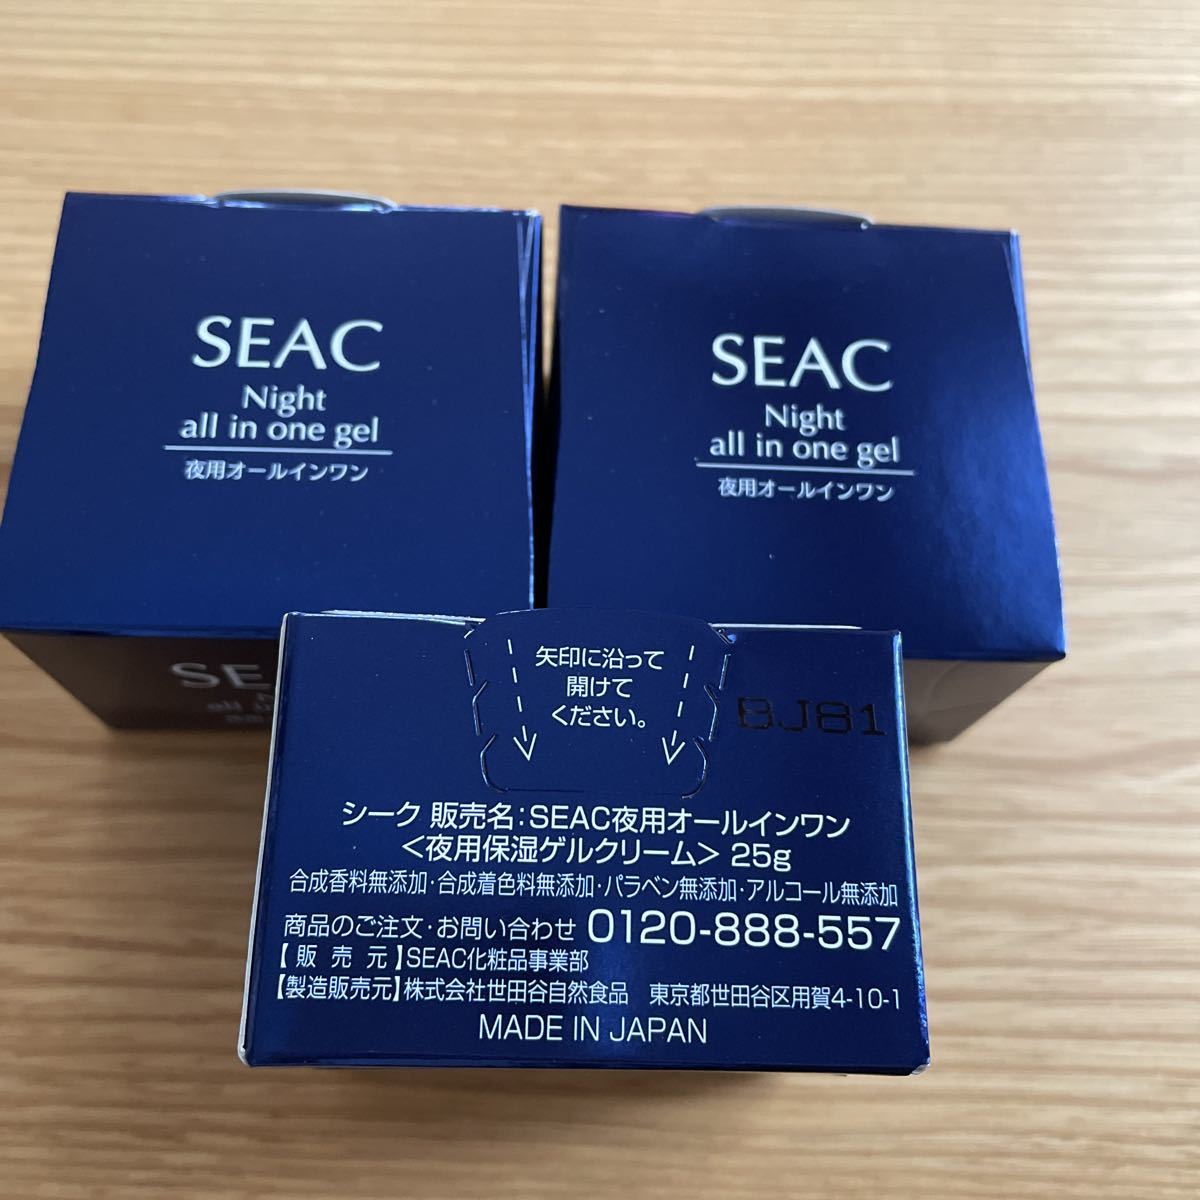 SEAC
Night
all in one gel
夜用オールインワン
SEAC
Night
all in one gel
夜用オールインワン
矢印に沿って
開けて
ください。
BJ81
シーク 販売名:SEAC夜用オールインワン
<夜用保湿ゲルクリーム> 25g
合成香料無添加・合成着色料無添加・パラベン無添加・アルコール無添加
商品のご注文・お問い合わせ 0120-888-557
【販売元】SEAC化粧品事業部
【製造販売元】株式会社世田谷自然食品 東京都世田谷区用賀4-10-1
MADE IN JAPAN